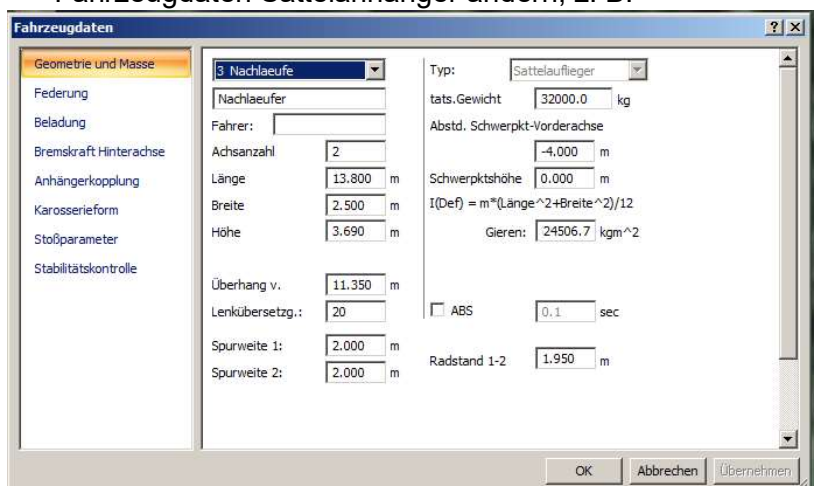 Fahrzeugdaten Sattelanhänger ändern, z. B.
Fahrzeugdaten
Geometrie und Masse
Federung
Beladung
Bremskraft Hinterachse
Anhängerkopplung
Karosserieform
Stoßparameter
Stabilitätskontrolle
3 Nachlaeufe
Nachlaeufer
Fahrer:
Achsanzahl 2
Länge 13.800 m
Breite 2.500 m
Höhe 3.690 m
Überhang v. 11.350 m
Lenkübersetzg.: 20
Spurweite 1: 2.000 m
Spurweite 2: 2.000 m
Typ: Sattelauflieger
tats.Gewicht 32000.0 kg
Abstd. Schwerpkt-Vorderachse
-4.000 m
Schwerpktshöhe 0.000 m
I(Def) = m*(Länge^2+Breite^2)/12
Gieren: 24506.7 kgm^2
ABS 0.1 sec
Radstand 1-2 1.950 m
OK Abbrechen Übernehmen